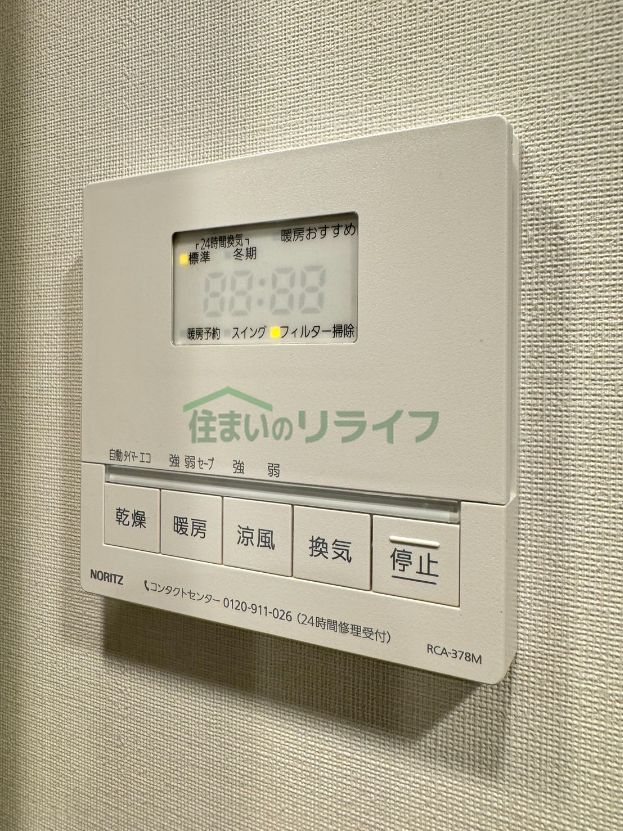 ┌24時間換気┐ 暖房おすすめ
標準 冬期
88:88
暖房予約 スイング フィルター掃除
住まいのリライフ
自動 タイマー エコ 強 弱 セーブ 強 弱
乾燥 暖房 涼風 換気 停止
NORITZ
コンタクトセンター 0120-911-026（24時間修理受付）
RCA-378M